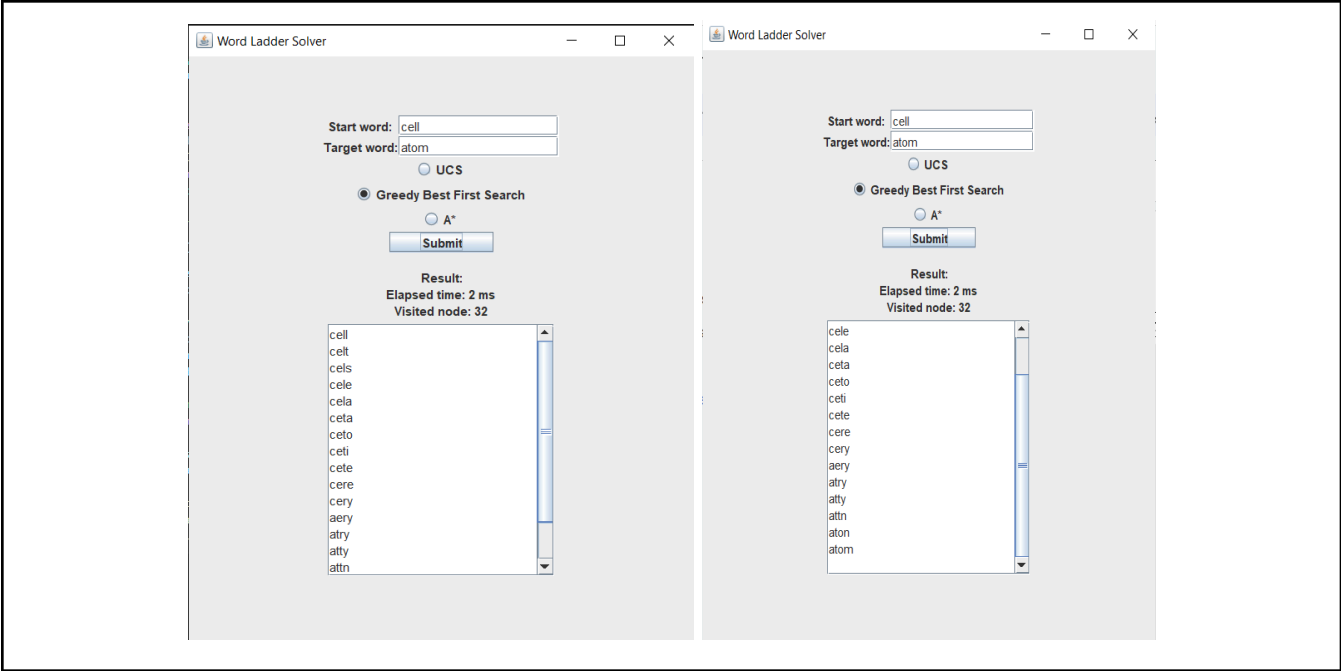 Word Ladder Solver
Start word: cell
Target word: atom
UCS
Greedy Best First Search
A*
Submit
Result:
Elapsed time: 2 ms
Visited node: 32
cell
celt
cels
cele
cela
ceta
ceto
ceti
cete
cere
cery
aery
atry
atty
attn
Word Ladder Solver
Start word: cell
Target word: atom
UCS
Greedy Best First Search
A*
Submit
Result:
Elapsed time: 2 ms
Visited node: 32
cele
cela
ceta
ceto
ceti
cete
cere
cery
aery
atry
atty
attn
aton
atom